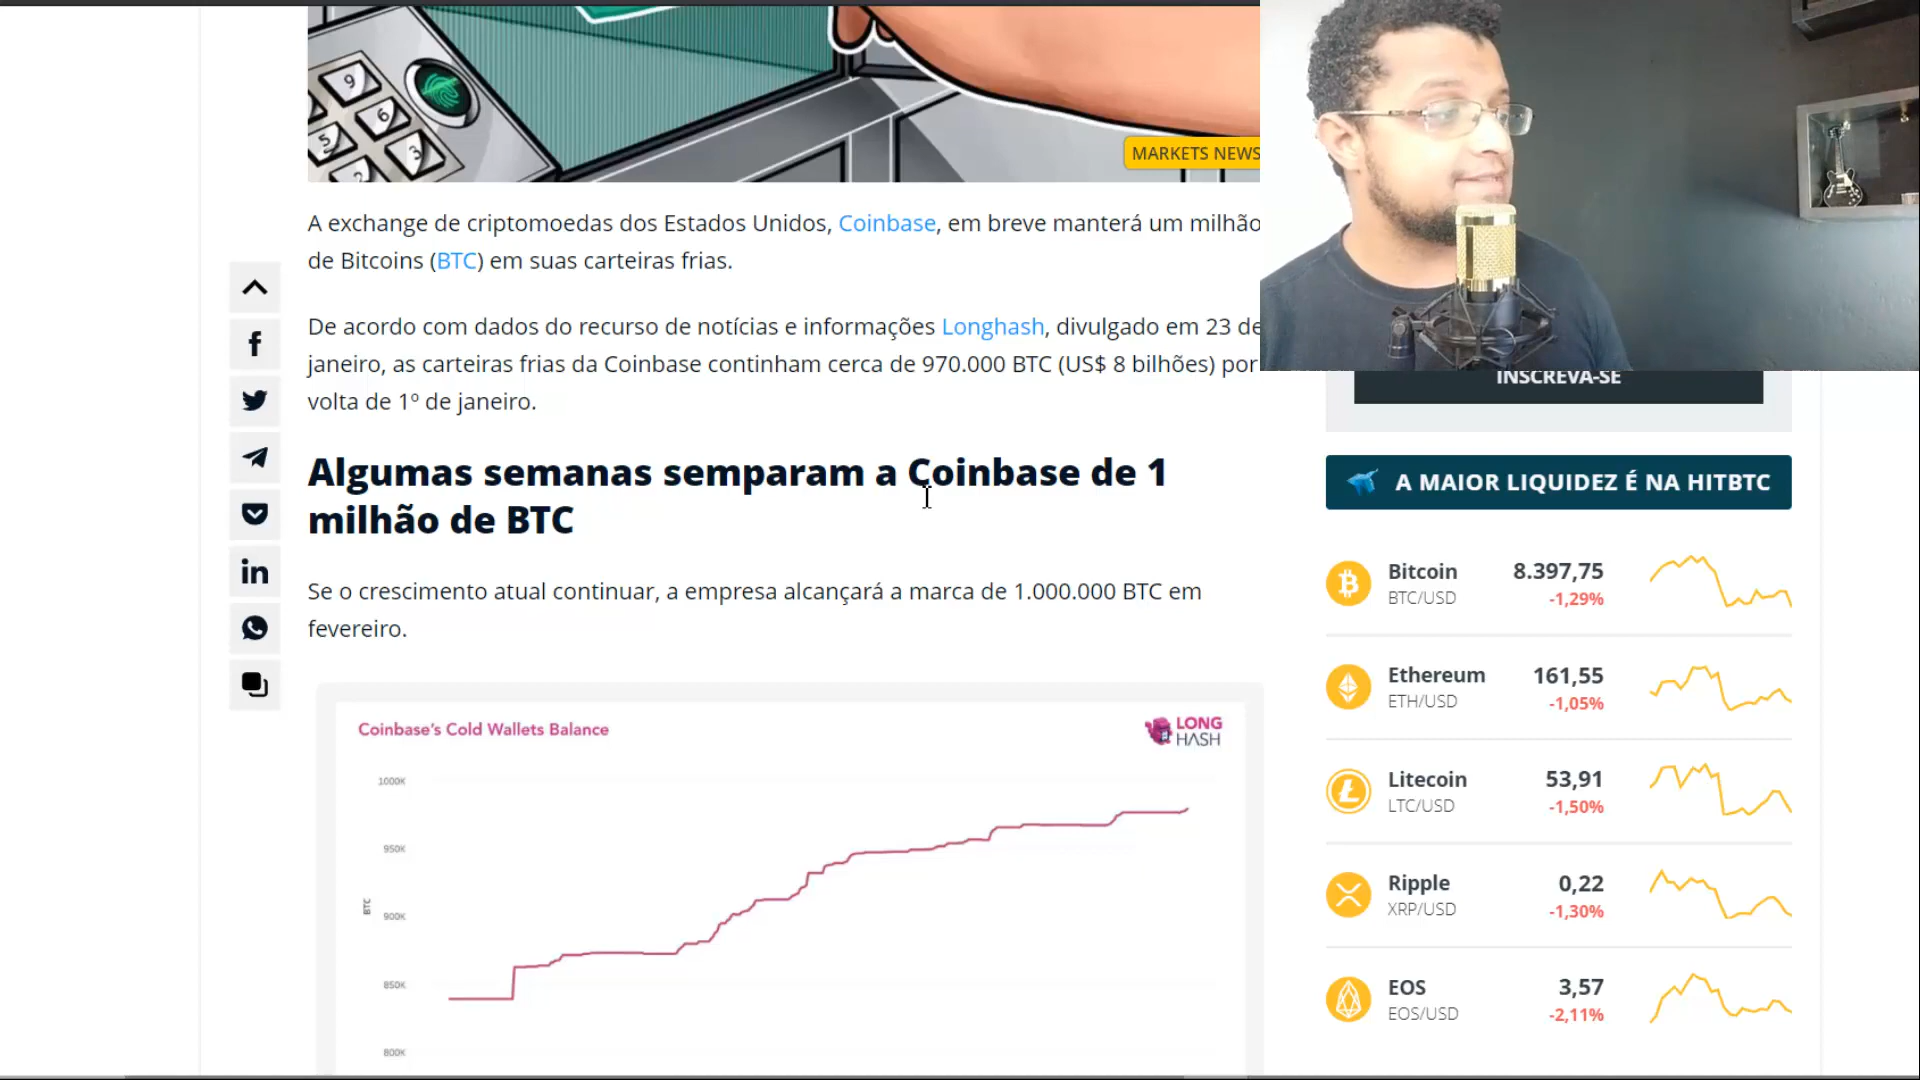 9
6
5
3
2
MARKETS NEWS
A exchange de criptomoedas dos Estados Unidos, Coinbase, em breve manterá um milhão
de Bitcoins (BTC) em suas carteiras frias.
De acordo com dados do recurso de notícias e informações Longhash, divulgado em 23 de
janeiro, as carteiras frias da Coinbase continham cerca de 970.000 BTC (US$ 8 bilhões) por
volta de 1º de janeiro.
Algumas semanas semparam a Coinbase de 1
milhão de BTC
Se o crescimento atual continuar, a empresa alcançará a marca de 1.000.000 BTC em
fevereiro.
Coinbase's Cold Wallets Balance
LONG
HASH
1000K
950K
BTC
900K
850K
800K
INSCREVA-SE
A MAIOR LIQUIDEZ É NA HITBTC
Bitcoin 8.397,75
BTC/USD -1,29%
Ethereum 161,55
ETH/USD -1,05%
Litecoin 53,91
LTC/USD -1,50%
Ripple 0,22
XRP/USD -1,30%
EOS 3,57
EOS/USD -2,11%